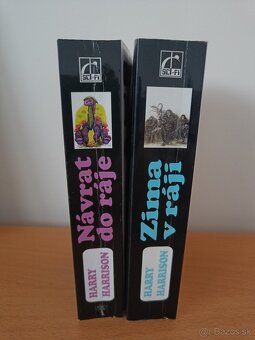 SCI-FI
Návrat
do ráje
HARRY
HARRISON
SCI-FI
Zima
v ráji
HARRY
HARRISON
©Bazos.sk